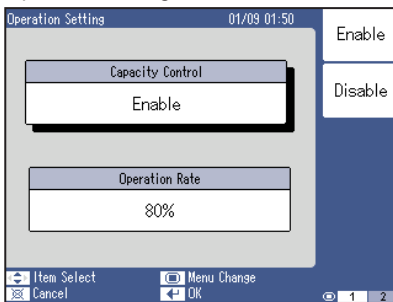 Operation Setting 01/09 01:50
Enable
Capacity Control
Enable
Disable
Operation Rate
80%
Item Select Menu Change
Cancel OK
1 2